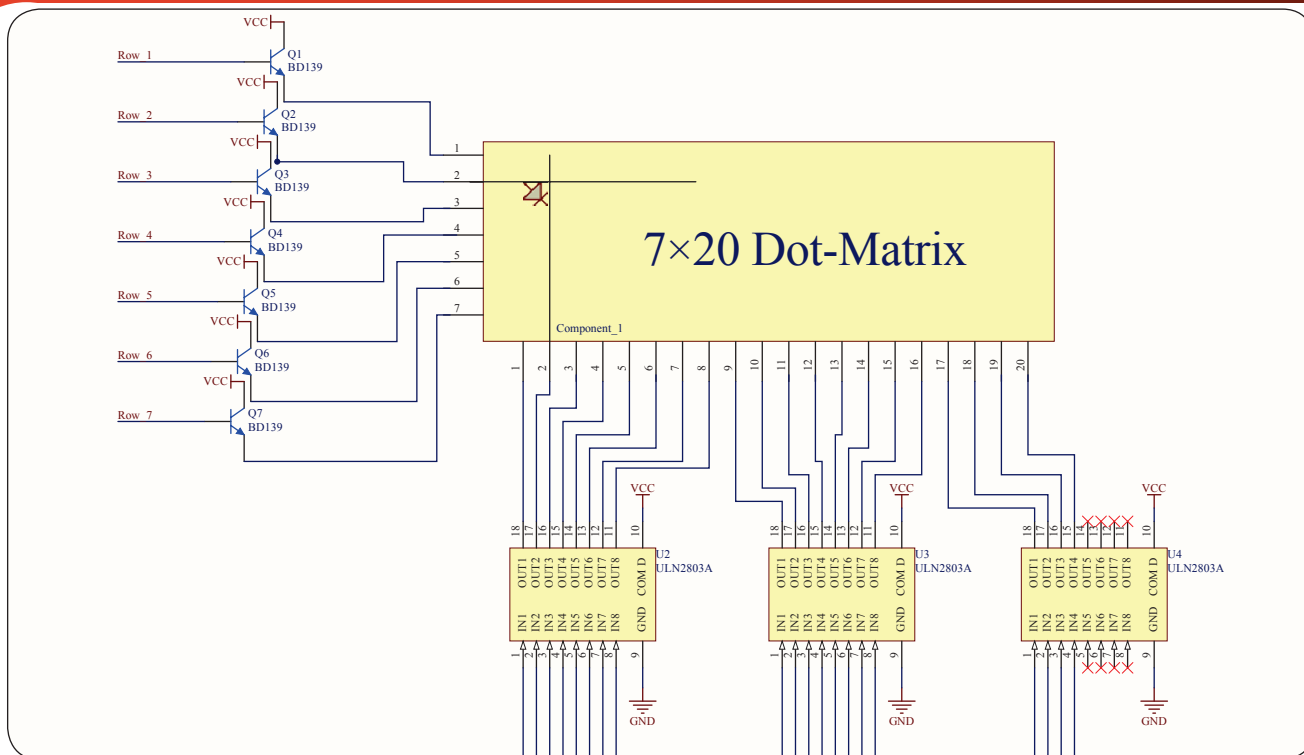 VCC
Row 1
Q1
BD139
VCC
Row 2
Q2
BD139
VCC
Row 3
Q3
BD139
VCC
Row 4
Q4
BD139
VCC
Row 5
Q5
BD139
VCC
Row 6
Q6
BD139
VCC
Row 7
Q7
BD139
1
2
3
4
5
6
7
7×20 Dot-Matrix
Component_1
1 2 3 4 5 6 7 8 9 10 11 12 13 14 15 16 17 18 19 20
VCC
18 17 16 15 14 13 12 11 10
U2
ULN2803A
OUT1 OUT2 OUT3 OUT4 OUT5 OUT6 OUT7 OUT8 COM D
IN1 IN2 IN3 IN4 IN5 IN6 IN7 IN8 GND
1 2 3 4 5 6 7 8 9
GND
VCC
18 17 16 15 14 13 12 11 10
U3
ULN2803A
OUT1 OUT2 OUT3 OUT4 OUT5 OUT6 OUT7 OUT8 COM D
IN1 IN2 IN3 IN4 IN5 IN6 IN7 IN8 GND
1 2 3 4 5 6 7 8 9
GND
VCC
18 17 16 15 14 13 12 11 10
U4
ULN2803A
OUT1 OUT2 OUT3 OUT4 OUT5 OUT6 OUT7 OUT8 COM D
IN1 IN2 IN3 IN4 IN5 IN6 IN7 IN8 GND
1 2 3 4 5 6 7 8 9
GND